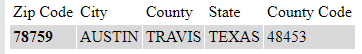 Zip Code City County State County Code
78759 AUSTIN TRAVIS TEXAS 48453